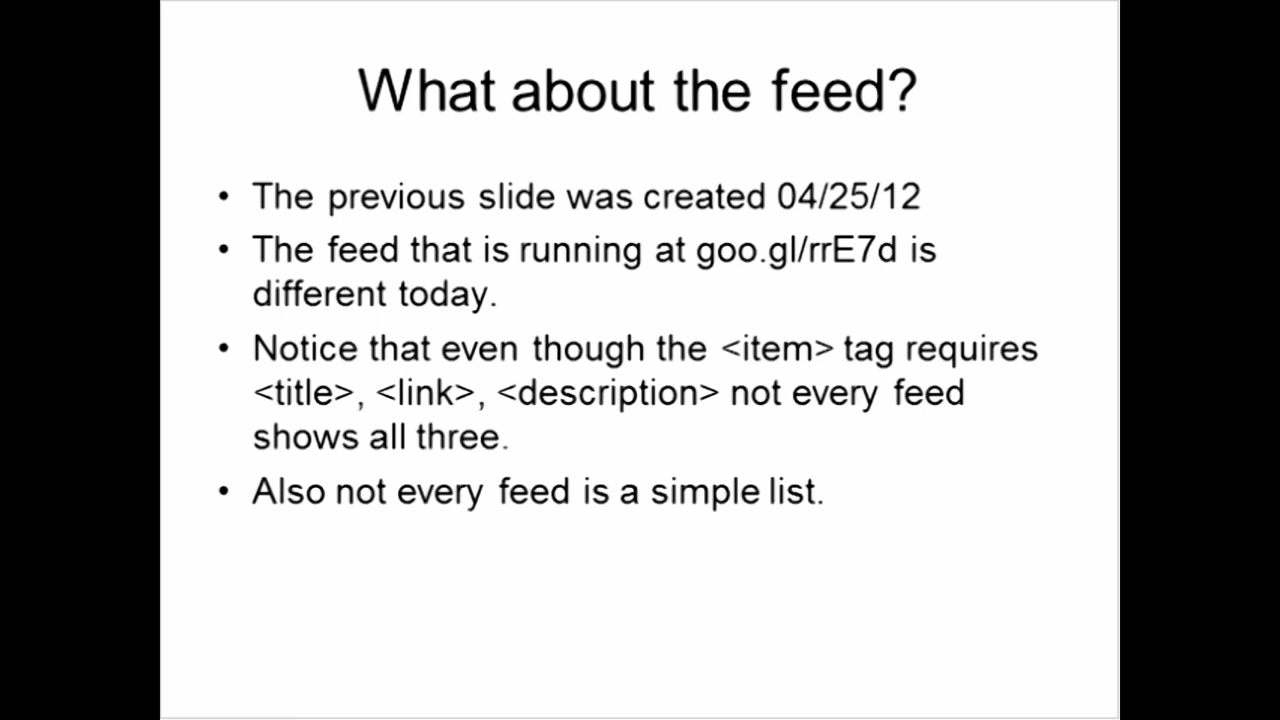 What about the feed?
• The previous slide was created 04/25/12
• The feed that is running at goo.gl/rrE7d is
different today.
• Notice that even though the <item> tag requires
<title>, <link>, <description> not every feed
shows all three.
• Also not every feed is a simple list.